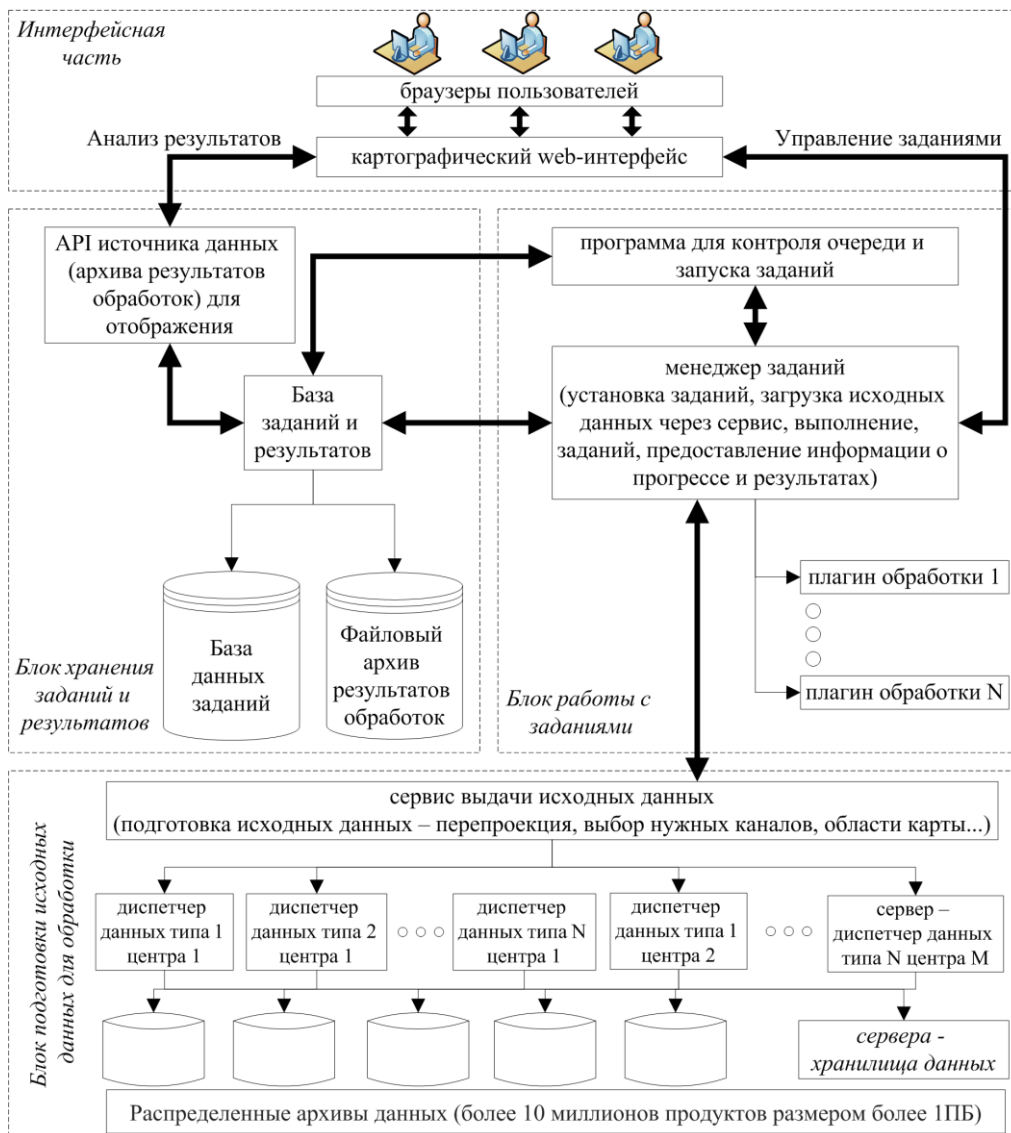 Интерфейсная
часть
браузеры пользователей
Анализ результатов
Управление заданиями
картографический web-интерфейс
API источника данных
(архива результатов
обработок) для
отображения
программа для контроля очереди и
запуска заданий
База
заданий и
результатов
менеджер заданий
(установка заданий, загрузка исходных
данных через сервис, выполнение,
заданий, предоставление информации о
прогрессе и результатах)
плагин обработки 1
плагин обработки N
База
данных
заданий
Файловый
архив
результатов
обработок
Блок хранения
заданий и
результатов
Блок работы с
заданиями
Блок подготовки исходных
данных для обработки
сервис выдачи исходных данных
(подготовка исходных данных – перепроекция, выбор нужных каналов, области карты...)
диспетчер
данных типа 1
центра 1
диспетчер
данных типа 2
центра 1
диспетчер
данных типа N
центра 1
диспетчер
данных типа 1
центра 2
сервер –
диспетчер данных
типа N центра M
сервера -
хранилища данных
Распределенные архивы данных (более 10 миллионов продуктов размером более 1ПБ)